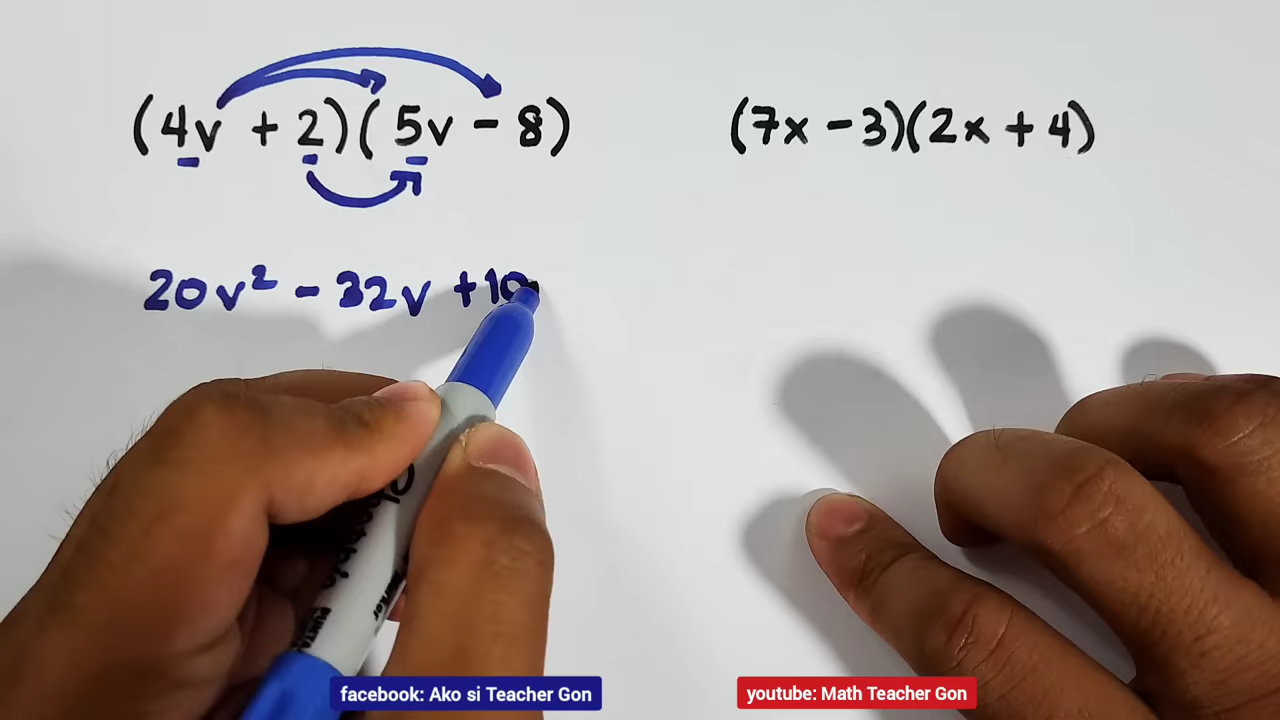 (4v + 2)(5v - 8)
(7x - 3)(2x + 4)
20v² - 32v + 10
facebook: Ako si Teacher Gon
youtube: Math Teacher Gon